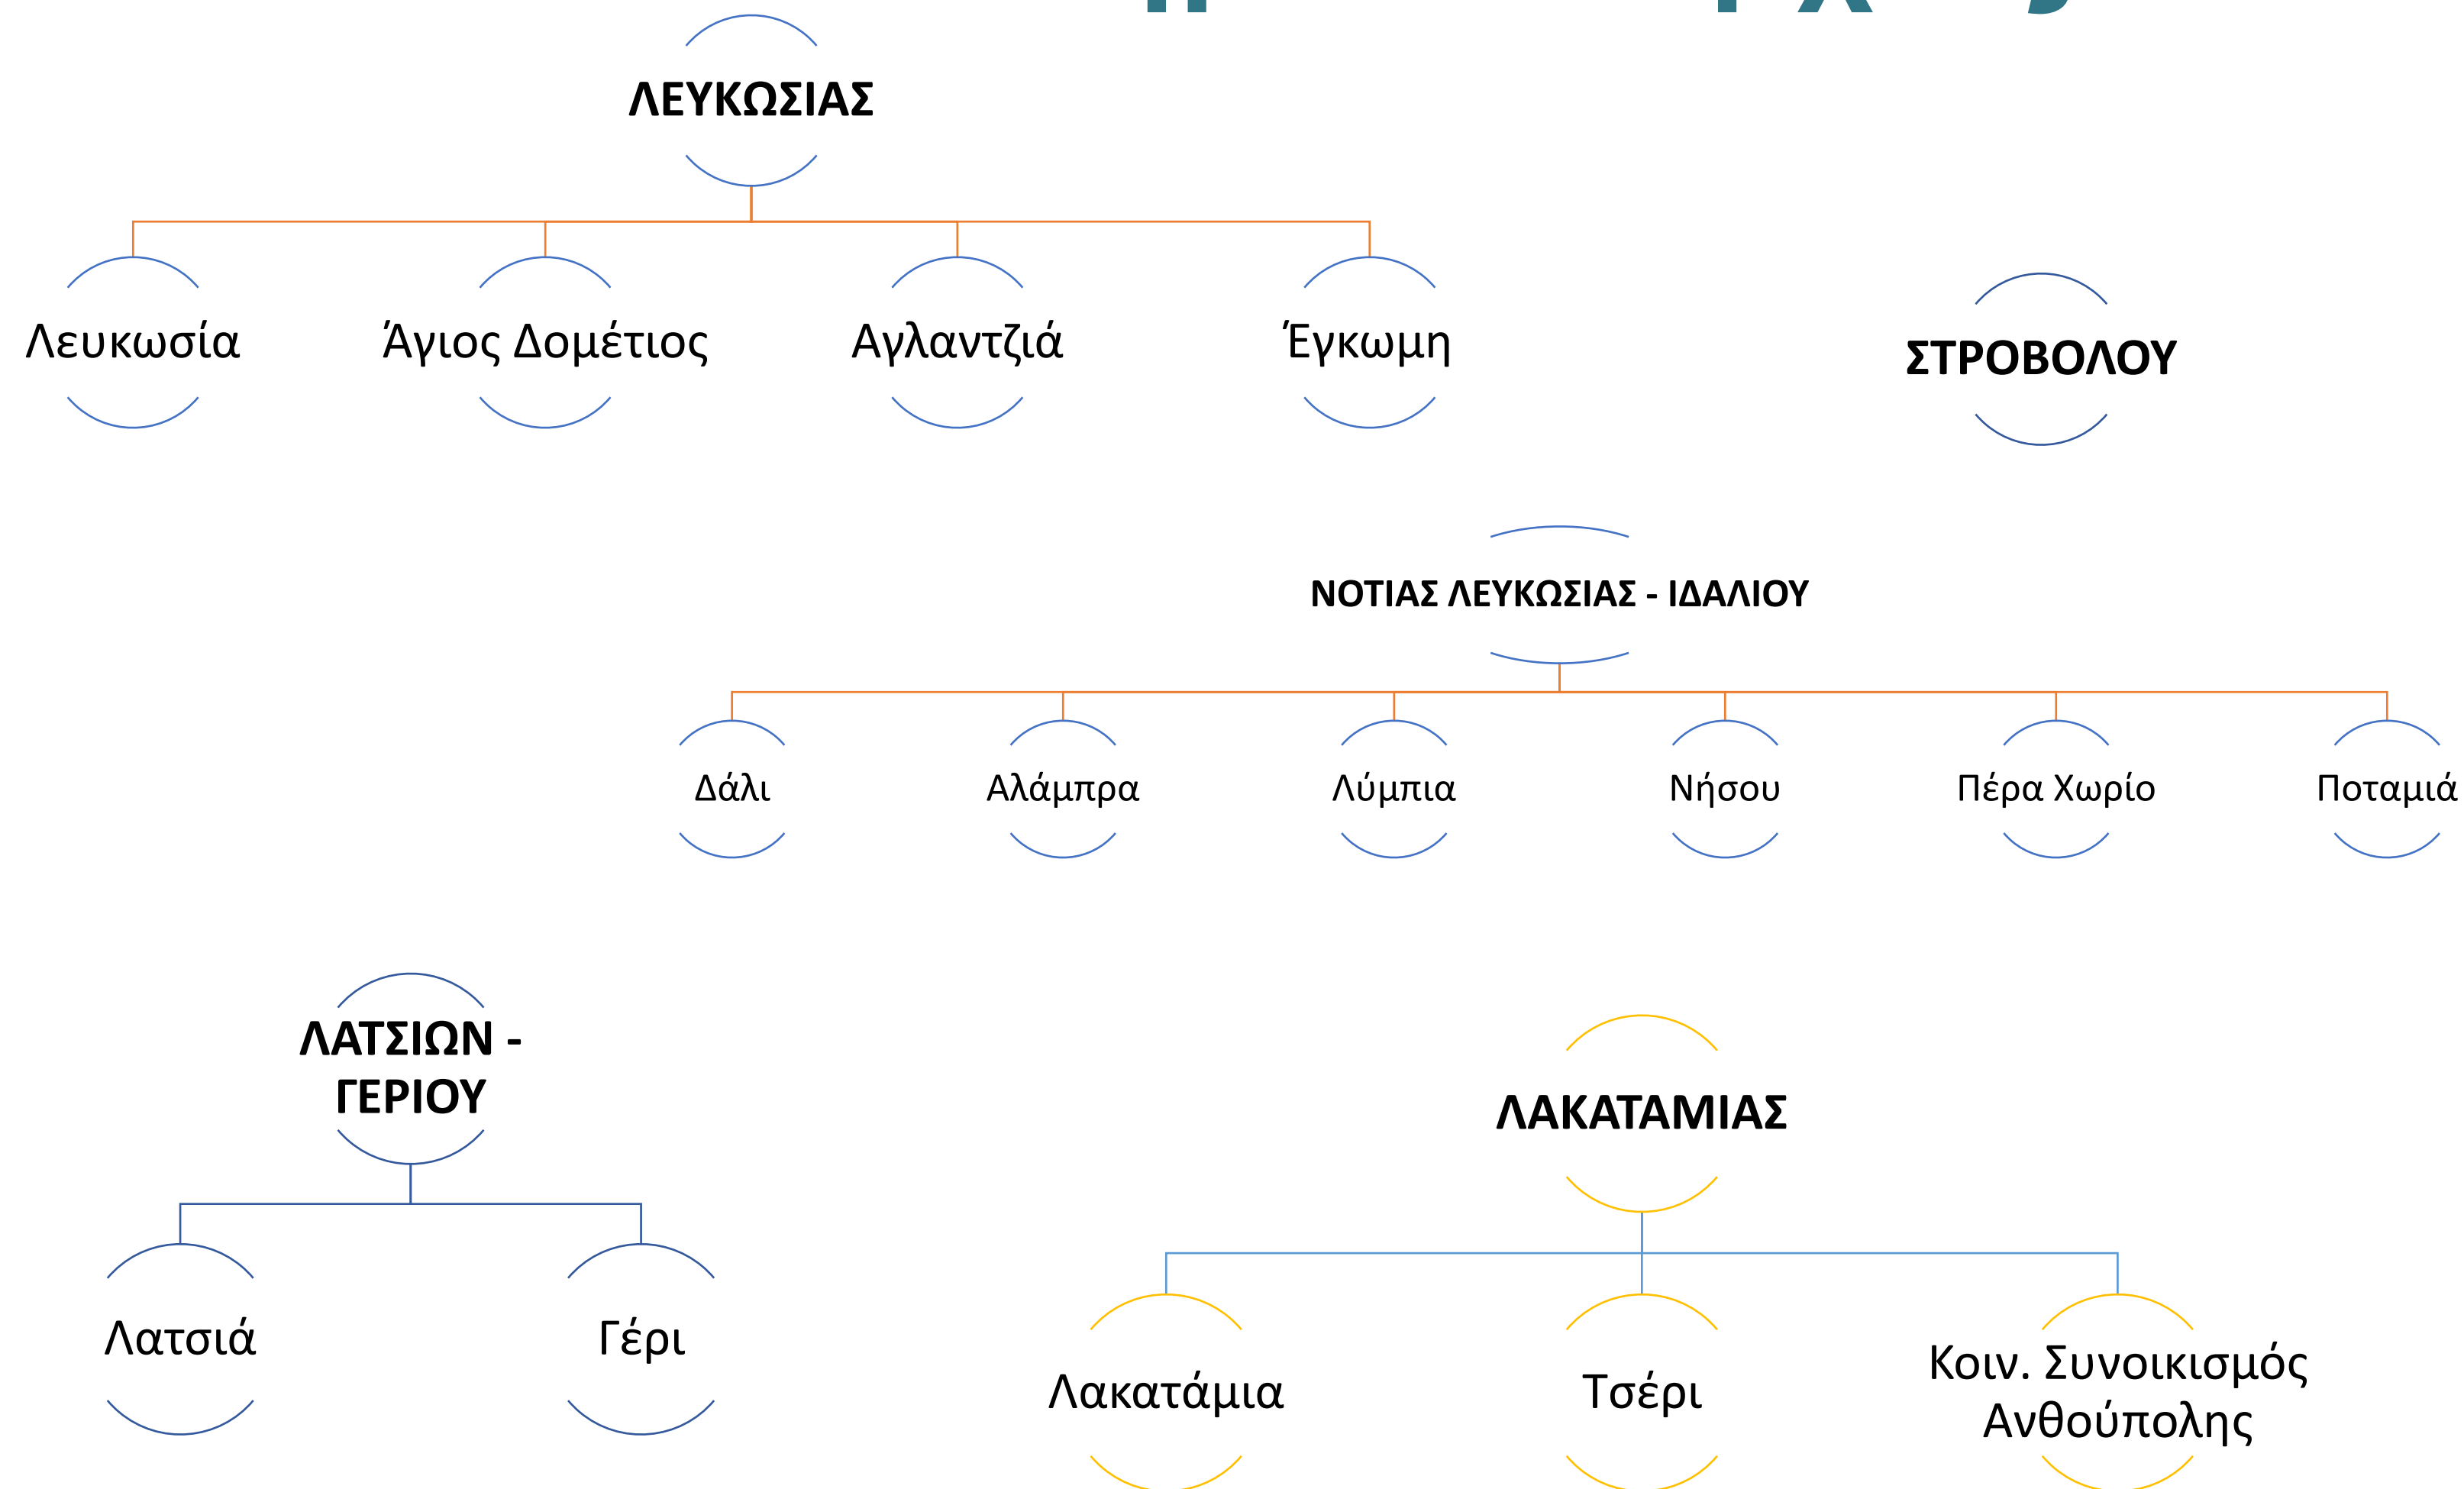 ΛΕΥΚΩΣΙΑΣ
Λευκωσία
Άγιος Δομέτιος
Αγλαντζιά
Έγκωμη
ΣΤΡΟΒΟΛΟΥ
ΝΟΤΙΑΣ ΛΕΥΚΩΣΙΑΣ - ΙΔΑΛΙΟΥ
Δάλι
Αλάμπρα
Λύμπια
Νήσου
Πέρα Χωρίο
Ποταμιά
ΛΑΤΣΙΩΝ -
ΓΕΡΙΟΥ
Λατσιά
Γέρι
ΛΑΚΑΤΑΜΙΑΣ
Λακατάμια
Τσέρι
Κοιν. Συνοικισμός
Ανθούπολης